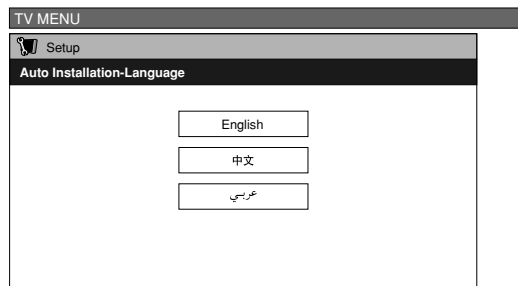 TV MENU
Setup
Auto Installation-Language
English
中文
عربي